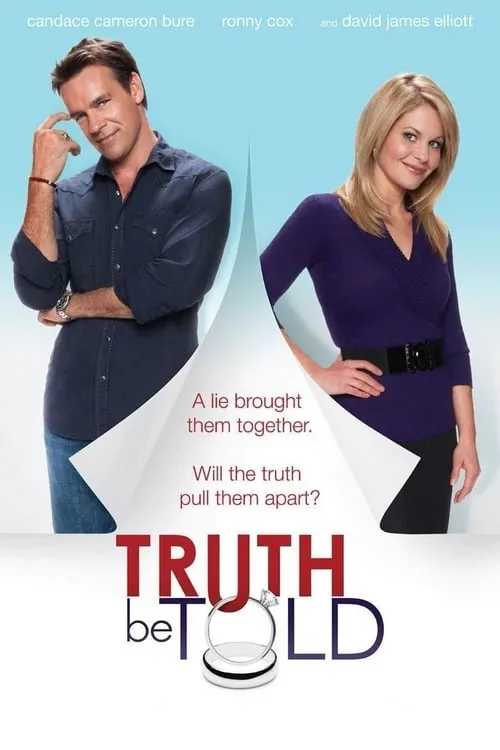 candace cameron bure ronny cox and david james elliott
A lie brought
them together.
Will the truth
pull them apart?
TRUTH
be TOLD